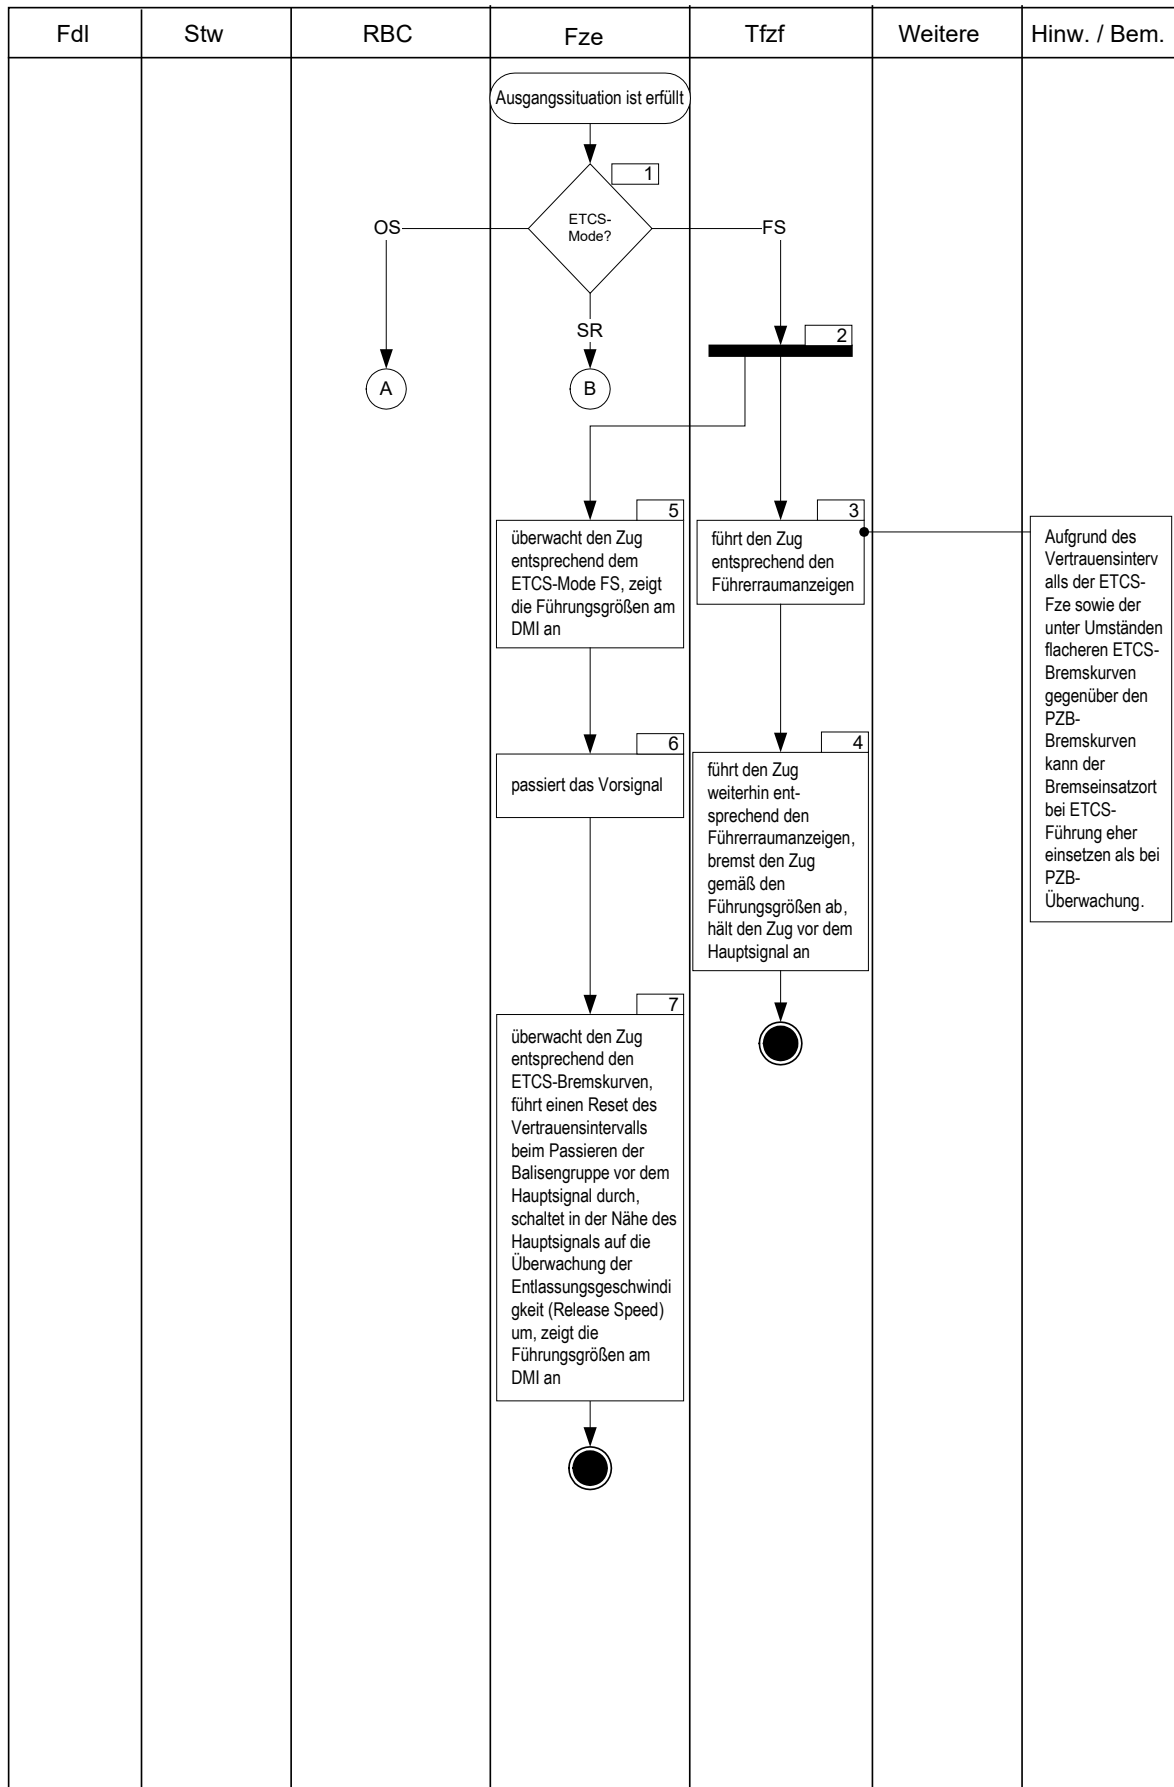 Fdl
Stw
RBC
Fze
Tfzf
Weitere
Hinw. / Bem.
Ausgangssituation ist erfüllt
1
ETCS-
Mode?
OS
FS
SR
2
A
B
5
überwacht den Zug
entsprechend dem
ETCS-Mode FS, zeigt
die Führungsgrößen am
DMI an
3
führt den Zug
entsprechend den
Führerraumanzeigen
Aufgrund des
Vertrauensinterv
alls der ETCS-
Fze sowie der
unter Umständen
flacheren ETCS-
Bremskurven
gegenüber den
PZB-
Bremskurven
kann der
Bremseinsatzort
bei ETCS-
Führung eher
einsetzen als bei
PZB-
Überwachung.
6
passiert das Vorsignal
4
führt den Zug
weiterhin ent-
sprechend den
Führerraumanzeigen,
bremst den Zug
gemäß den
Führungsgrößen ab,
hält den Zug vor dem
Hauptsignal an
7
überwacht den Zug
entsprechend den
ETCS-Bremskurven,
führt einen Reset des
Vertrauensintervalls
beim Passieren der
Balisengruppe vor dem
Hauptsignal durch,
schaltet in der Nähe des
Hauptsignals auf die
Überwachung der
Entlassungsgeschwindi
gkeit (Release Speed)
um, zeigt die
Führungsgrößen am
DMI an